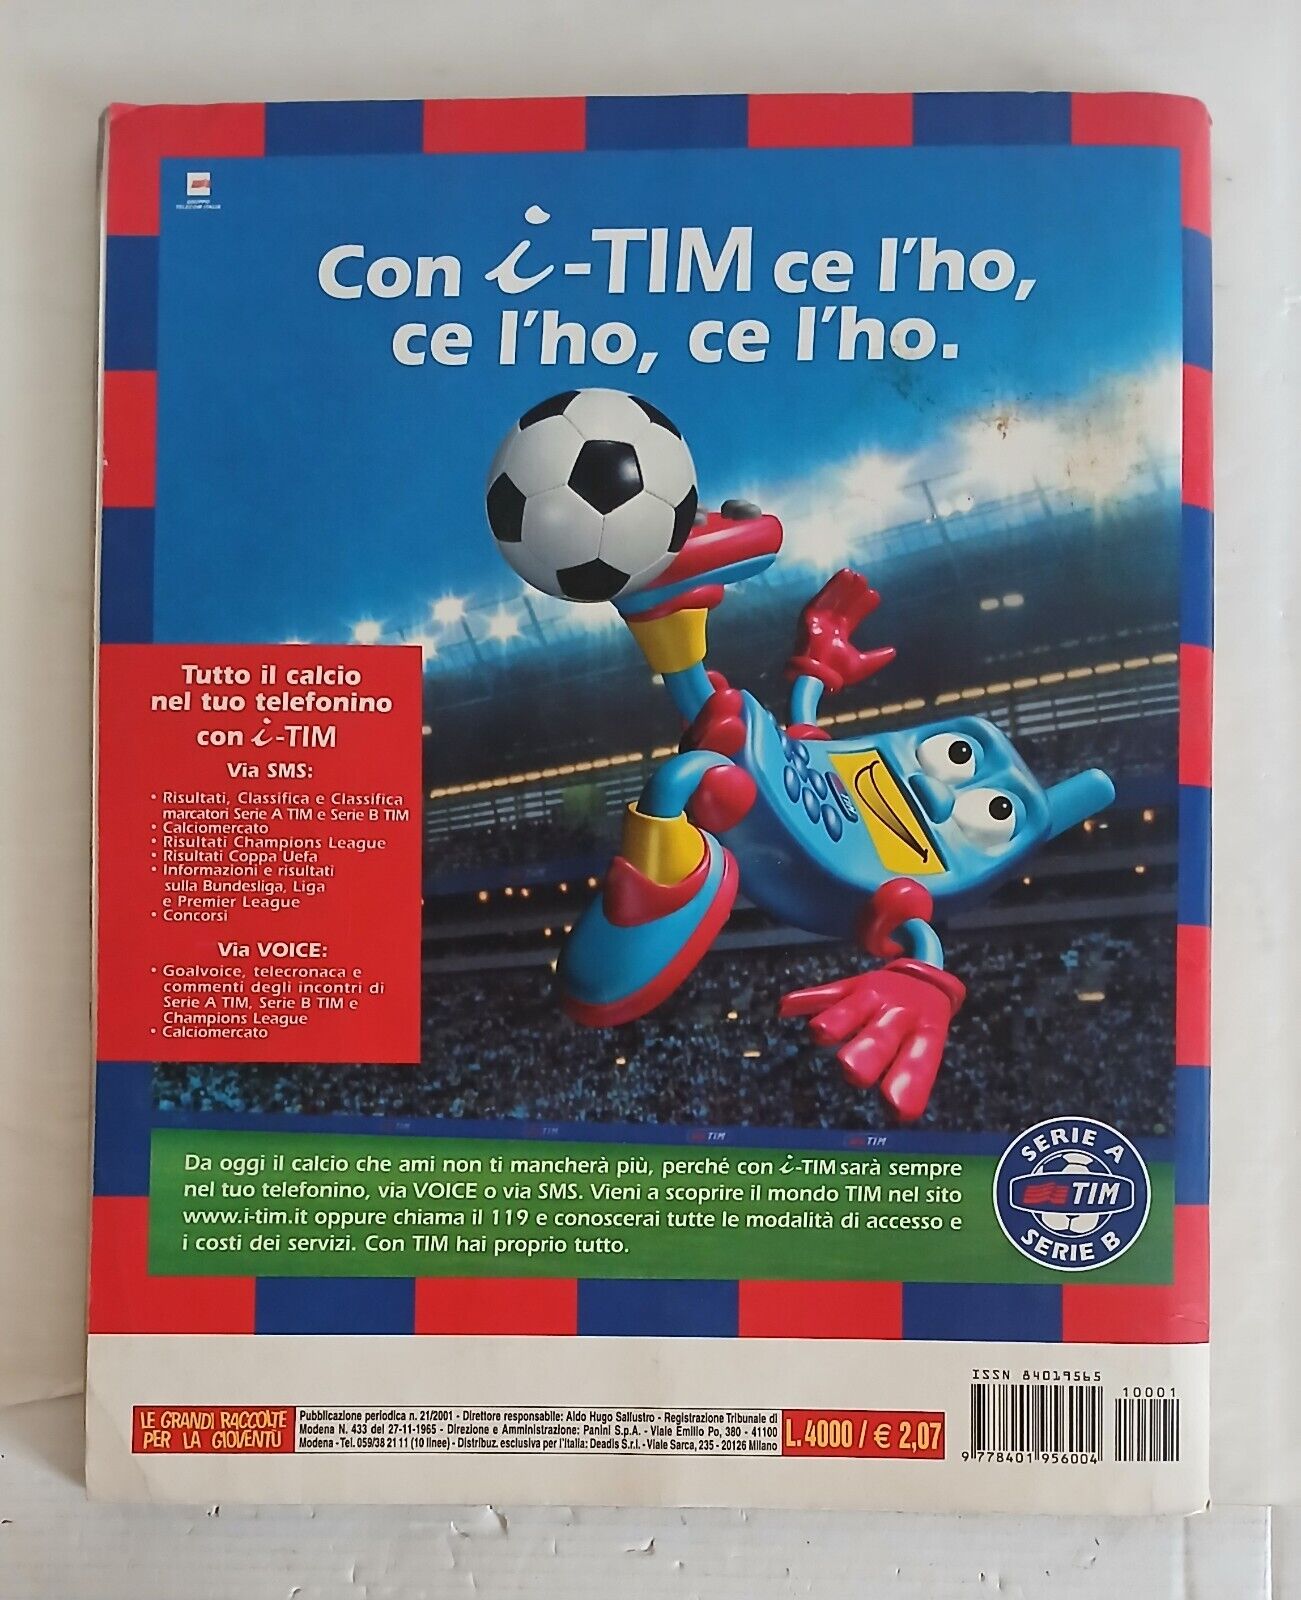 GRUPPO
TELECOM ITALIA
Con i-TIM ce l'ho,
ce l'ho, ce l'ho.
Tutto il calcio
nel tuo telefonino
con i-TIM
Via SMS:
• Risultati, Classifica e Classifica
marcatori Serie A TIM e Serie B TIM
• Calciomercato
• Risultati Champions League
• Risultati Coppa Uefa
• Informazioni e risultati
sulla Bundesliga, Liga
e Premier League
• Concorsi
Via VOICE:
• Goalvoice, telecronaca e
commenti degli incontri di
Serie A TIM, Serie B TIM e
Champions League
• Calciomercato
TIM
TIM
TIM
TIM
TIM
Da oggi il calcio che ami non ti mancherà più, perché con i-TIM sarà sempre
nel tuo telefonino, via VOICE o via SMS. Vieni a scoprire il mondo TIM nel sito
www.i-tim.it oppure chiama il 119 e conoscerai tutte le modalità di accesso e
i costi dei servizi. Con TIM hai proprio tutto.
SERIE A
TIM
SERIE B
LE GRANDI RACCOLTE
PER LA GIOVENTÙ
Pubblicazione periodica n. 21/2001 - Direttore responsabile: Aldo Hugo Sallustro - Registrazione Tribunale di
Modena N. 433 del 27-11-1965 - Direzione e Amministrazione: Panini S.p.A. - Viale Emilio Po, 380 - 41100
Modena - Tel. 059/38 21 11 (10 linee) - Distribuz. esclusiva per l'Italia: Deadis S.r.l. - Viale Sarca, 235 - 20126 Milano
L. 4000 / € 2,07
ISSN 84019565
10001
9 778401 956004